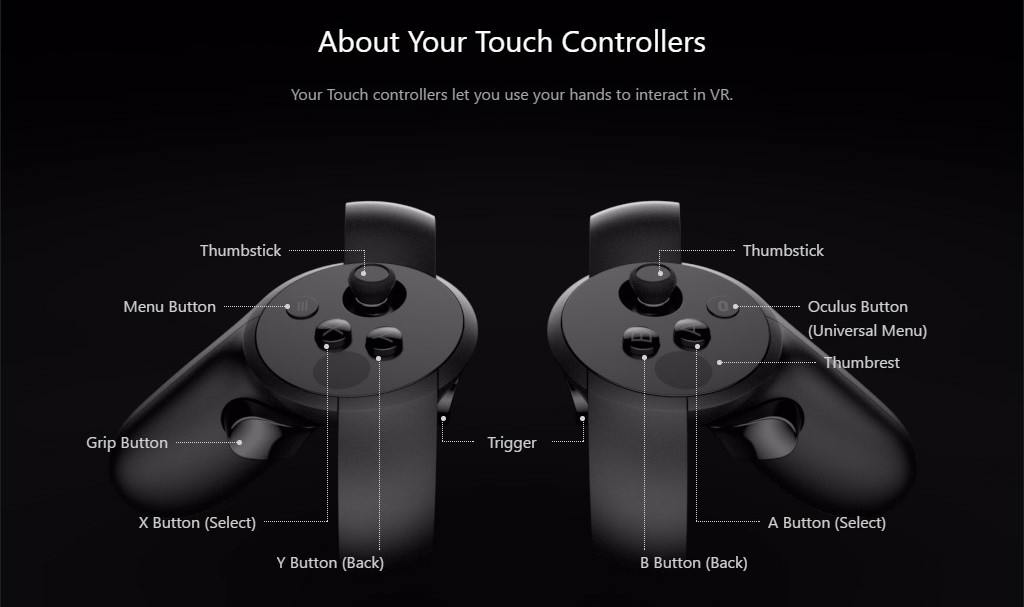 About Your Touch Controllers
Your Touch controllers let you use your hands to interact in VR.
Thumbstick
Thumbstick
Menu Button
Oculus Button
(Universal Menu)
X
Y
B
A
Thumbrest
Grip Button
Trigger
X Button (Select)
A Button (Select)
Y Button (Back)
B Button (Back)